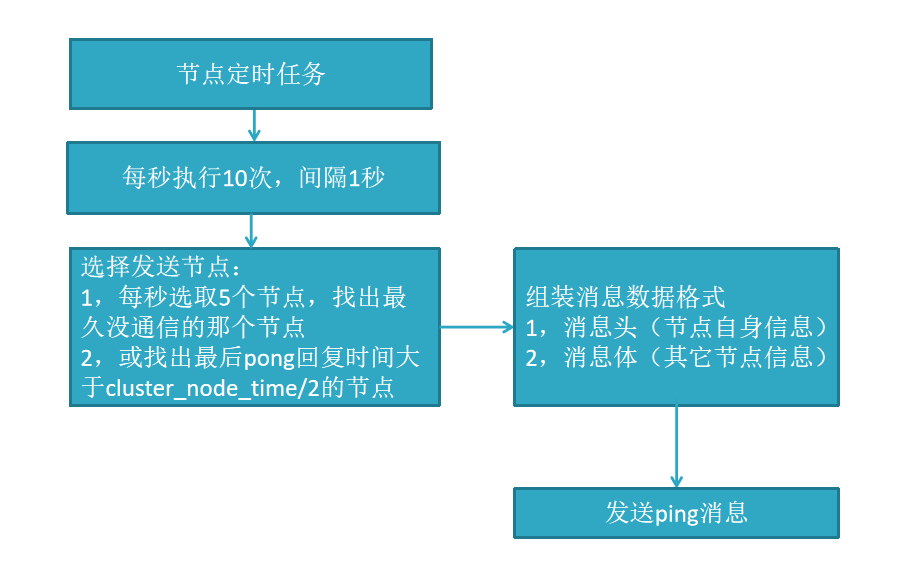 节点定时任务
每秒执行10次，间隔1秒
选择发送节点：
1，每秒选取5个节点，找出最
久没通信的那个节点
2，或找出最后pong回复时间大
于cluster_node_time/2的节点
组装消息数据格式
1，消息头（节点自身信息）
2，消息体（其它节点信息）
发送ping消息